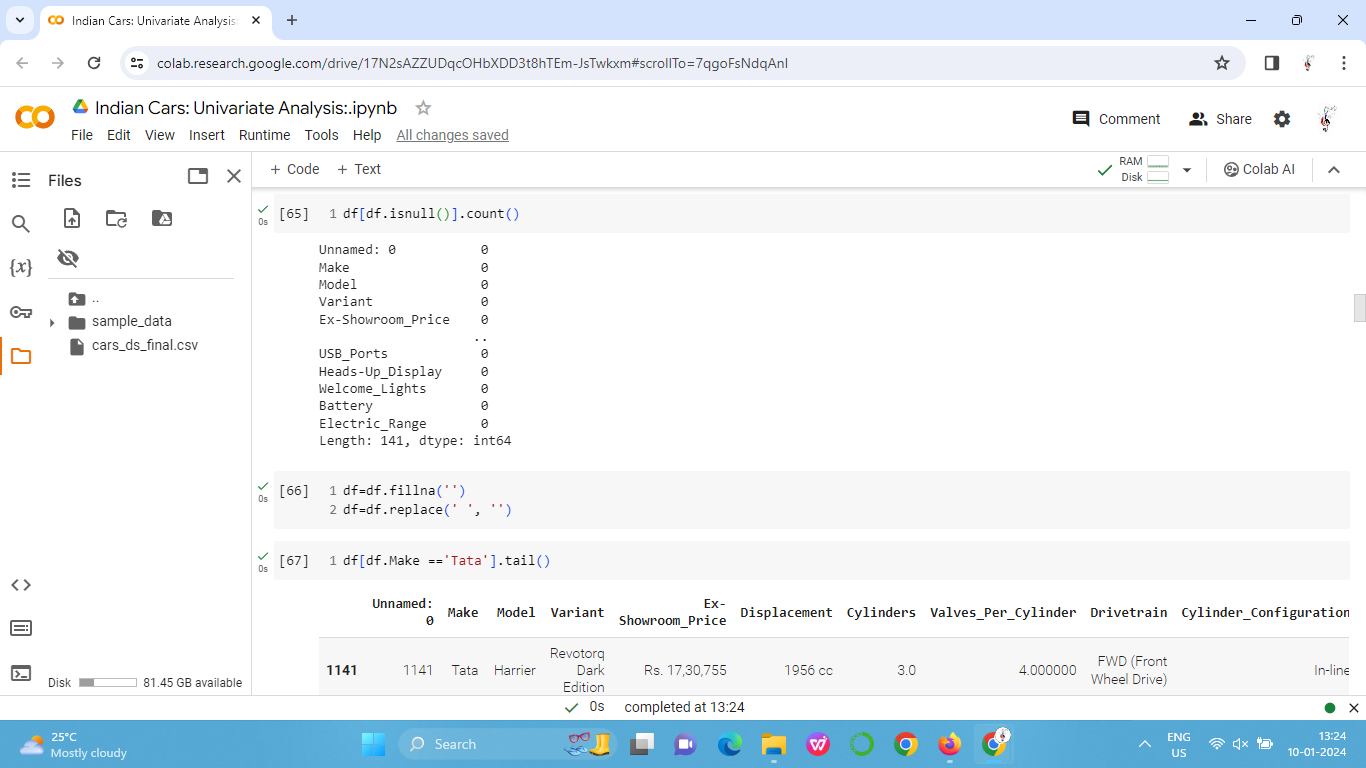 Indian Cars: Univariate Analysis:
colab.research.google.com/drive/17N2sAZZUDqcOHbXDD3t8hTEm-JsTwkxm#scrollTo=7qgoFsNdqAnI
Indian Cars: Univariate Analysis:.ipynb
File Edit View Insert Runtime Tools Help All changes saved
Comment Share
Files
+ Code + Text
RAM
Disk
Colab AI
..
sample_data
cars_ds_final.csv
Disk 81.45 GB available
0s
[65] 1 df[df.isnull()].count()
Unnamed: 0 0
Make 0
Model 0
Variant 0
Ex-Showroom_Price 0
..
USB_Ports 0
Heads-Up_Display 0
Welcome_Lights 0
Battery 0
Electric_Range 0
Length: 141, dtype: int64
0s
[66] 1 df=df.fillna('')
2 df=df.replace(' ', '')
0s
[67] 1 df[df.Make =='Tata'].tail()
Unnamed: 0 Make Model Variant Ex-Showroom_Price Displacement Cylinders Valves_Per_Cylinder Drivetrain Cylinder_Configuration
1141 1141 Tata Harrier Revotorq Dark Edition Rs. 17,30,755 1956 cc 3.0 4.000000 FWD (Front Wheel Drive) In-line
0s completed at 13:24
25°C
Mostly cloudy
Search
ENG
US
13:24
10-01-2024